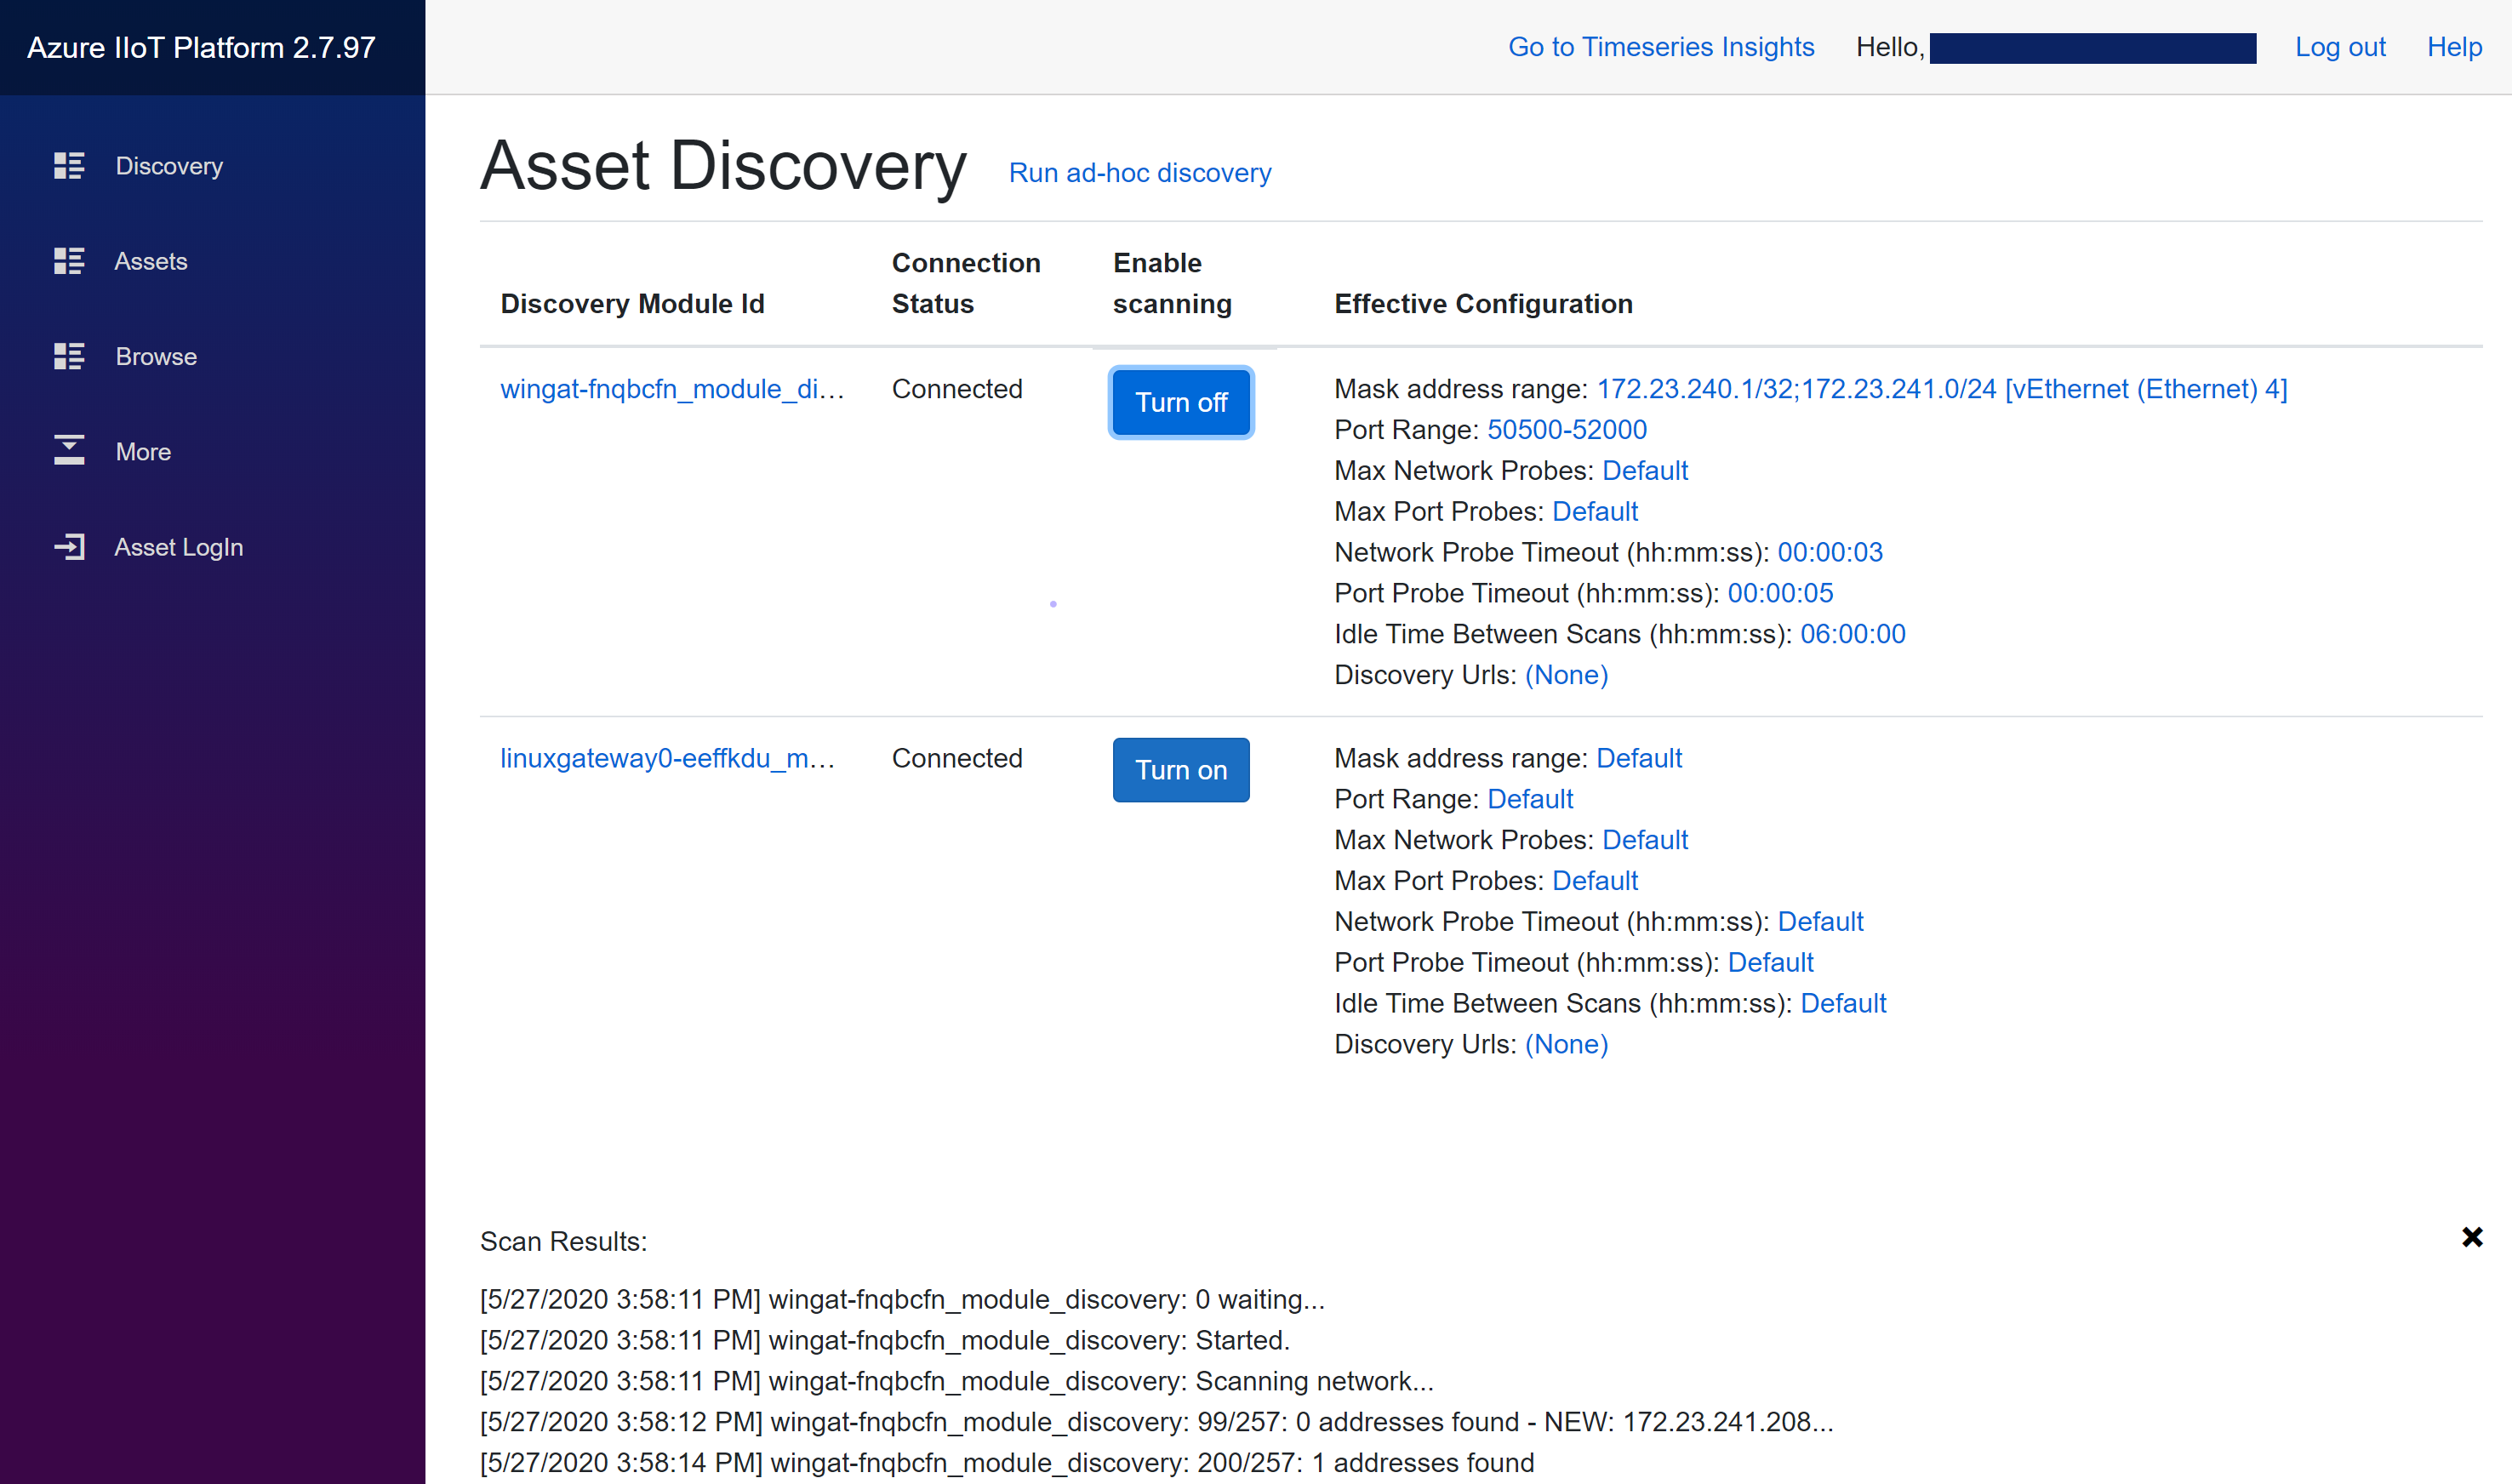 Azure IIoT Platform 2.7.97
Go to Timeseries Insights Hello, Log out Help
Discovery
Assets
Browse
More
Asset LogIn
Asset Discovery Run ad-hoc discovery
Discovery Module Id Connection Status Enable scanning Effective Configuration
wingat-fnqbcfn_module_di... Connected Turn off Mask address range: 172.23.240.1/32;172.23.241.0/24 [vEthernet (Ethernet) 4]
Port Range: 50500-52000
Max Network Probes: Default
Max Port Probes: Default
Network Probe Timeout (hh:mm:ss): 00:00:03
Port Probe Timeout (hh:mm:ss): 00:00:05
Idle Time Between Scans (hh:mm:ss): 06:00:00
Discovery Urls: (None)
linuxgateway0-eeffkdu_m... Connected Turn on Mask address range: Default
Port Range: Default
Max Network Probes: Default
Max Port Probes: Default
Network Probe Timeout (hh:mm:ss): Default
Port Probe Timeout (hh:mm:ss): Default
Idle Time Between Scans (hh:mm:ss): Default
Discovery Urls: (None)
Scan Results:
[5/27/2020 3:58:11 PM] wingat-fnqbcfn_module_discovery: 0 waiting...
[5/27/2020 3:58:11 PM] wingat-fnqbcfn_module_discovery: Started.
[5/27/2020 3:58:11 PM] wingat-fnqbcfn_module_discovery: Scanning network...
[5/27/2020 3:58:12 PM] wingat-fnqbcfn_module_discovery: 99/257: 0 addresses found - NEW: 172.23.241.208...
[5/27/2020 3:58:14 PM] wingat-fnqbcfn_module_discovery: 200/257: 1 addresses found